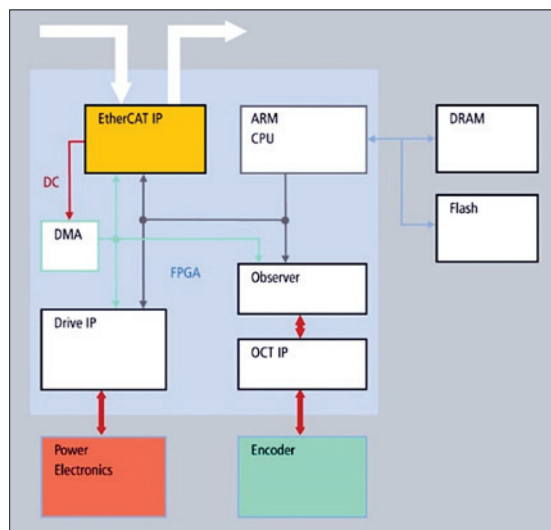 EtherCAT IP
ARM
CPU
DRAM
DC
Flash
DMA
FPGA
Observer
Drive IP
OCT IP
Power
Electronics
Encoder